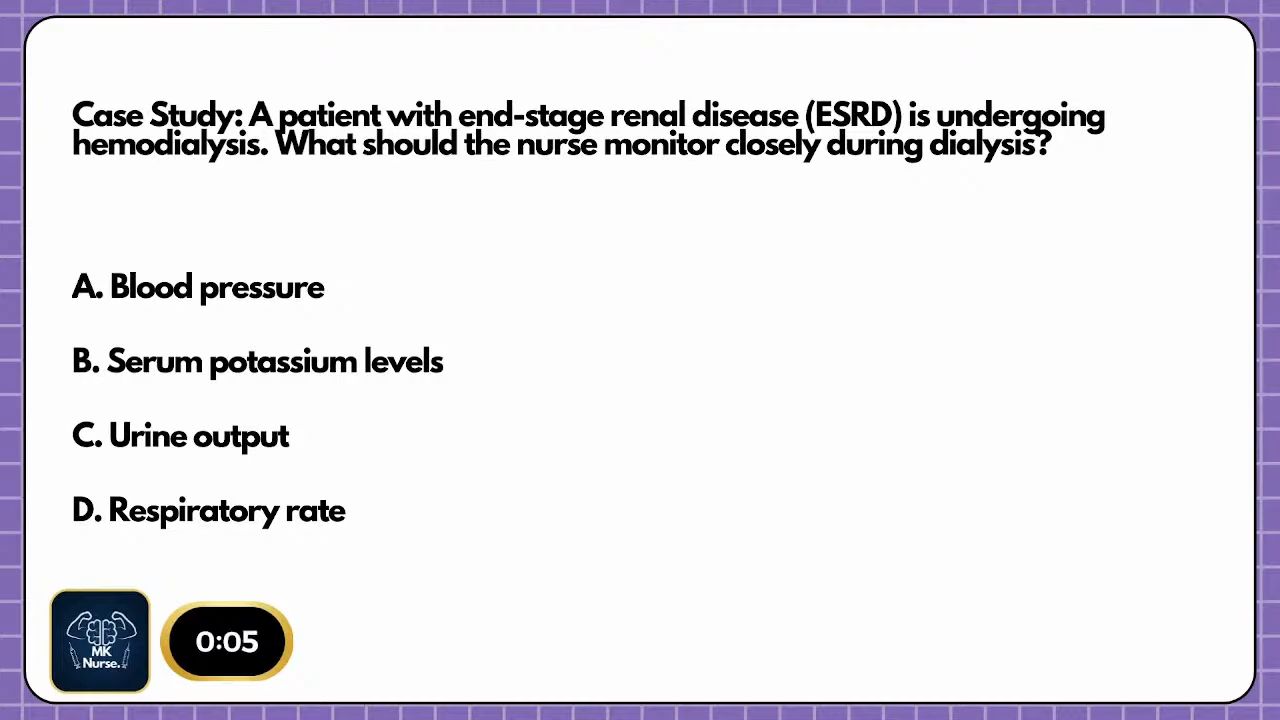 Case Study: A patient with end-stage renal disease (ESRD) is undergoing
hemodialysis. What should the nurse monitor closely during dialysis?
A. Blood pressure
B. Serum potassium levels
C. Urine output
D. Respiratory rate
MK
Nurse.
0:05